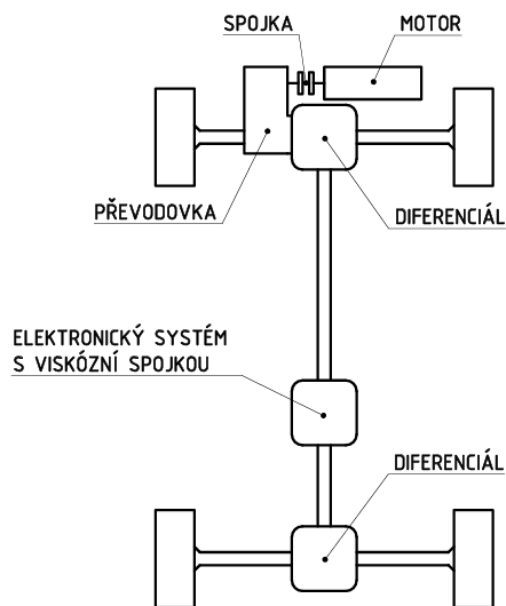 SPOJKA
MOTOR
PŘEVODOVKA
DIFERENCIÁL
ELEKTRONICKÝ SYSTÉM
S VISKÓZNÍ SPOJKOU
DIFERENCIÁL